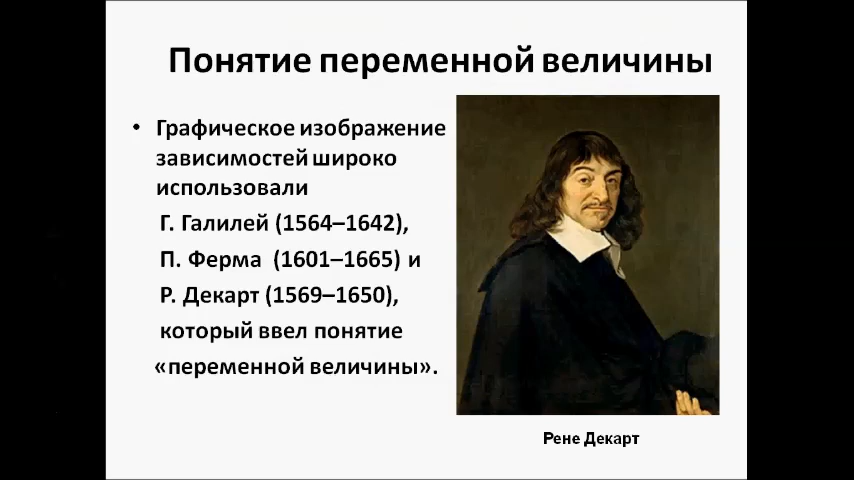 Понятие переменной величины
• Графическое изображение
зависимостей широко
использовали
Г. Галилей (1564–1642),
П. Ферма (1601–1665) и
Р. Декарт (1569–1650),
который ввел понятие
«переменной величины».
Рене Декарт